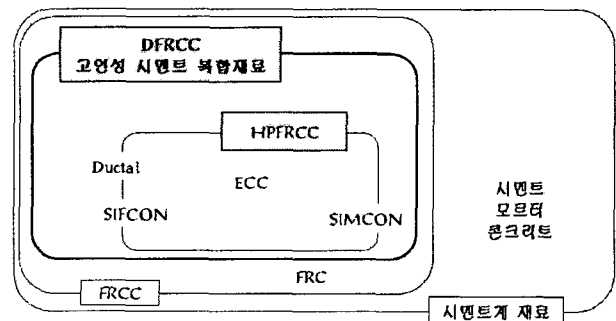 DFRCC
고연성 시멘트 복합재료
HPFRCC
Ductal
ECC
SIFCON
SIMCON
시멘트
모르터
콘크리트
FRC
FRCC
시멘트계 재료